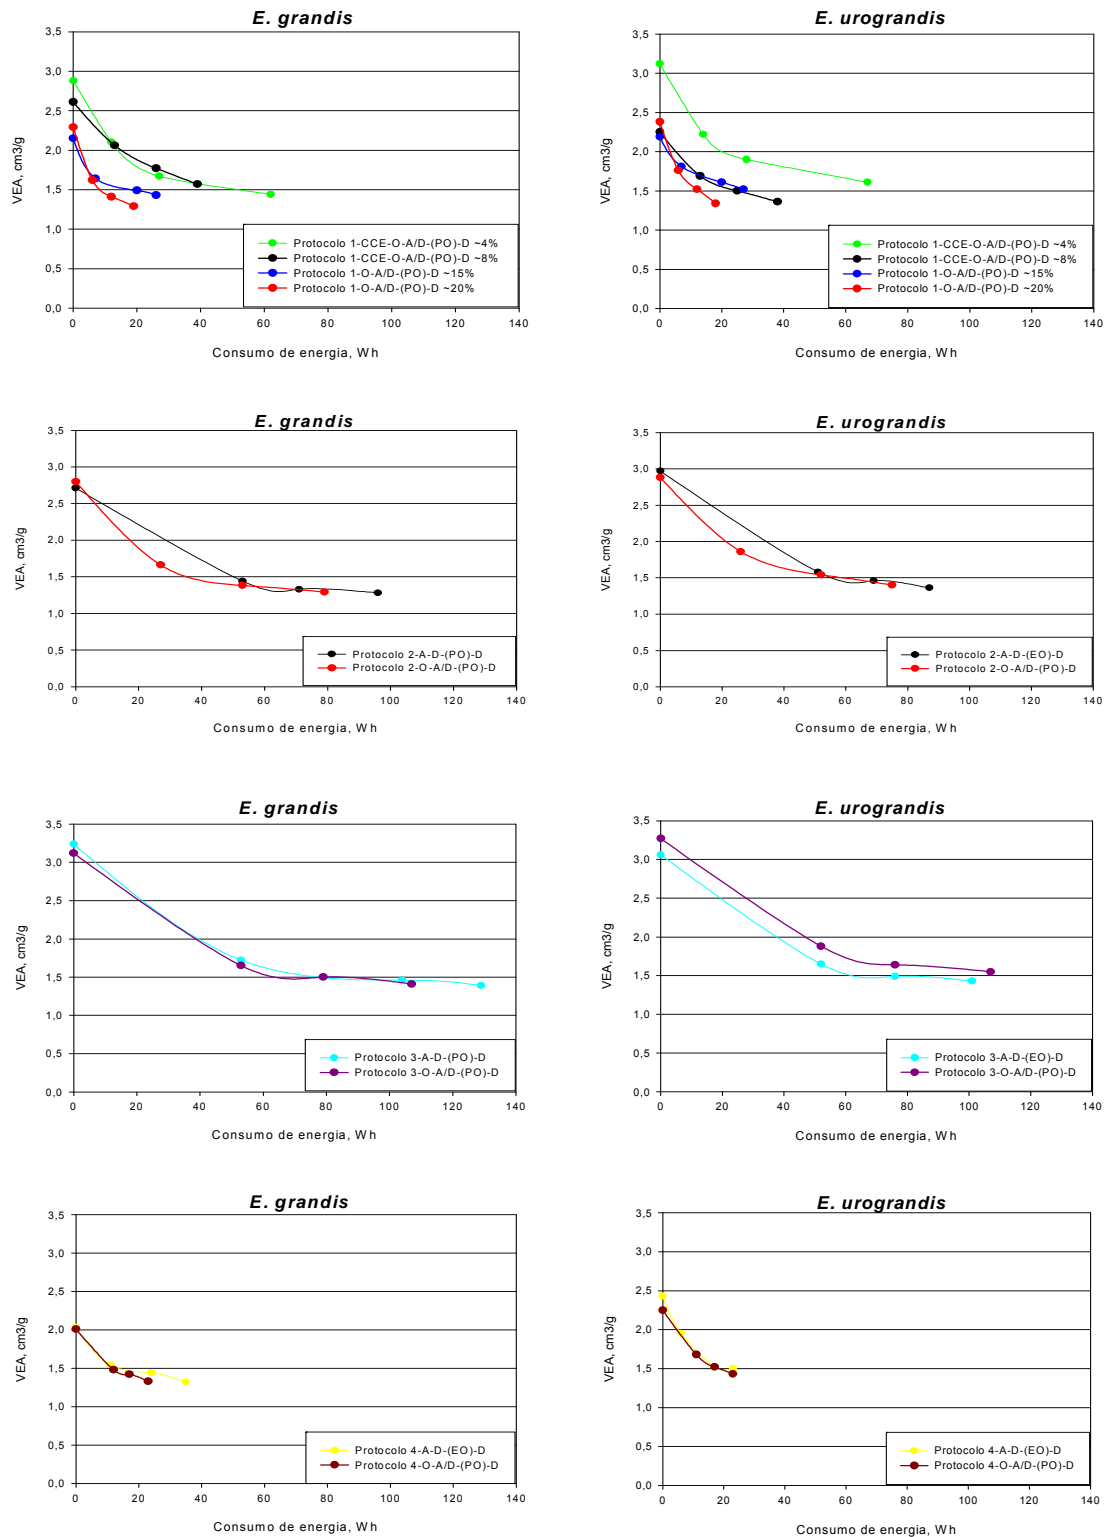 E. grandis
3,5
3,0
2,5
2,0
1,5
1,0
0,5
0,0
VEA, cm3/g
Protocolo 1-CCE-O-A/D-(PO)-D ~4%
Protocolo 1-CCE-O-A/D-(PO)-D ~8%
Protocolo 1-O-A/D-(PO)-D ~15%
Protocolo 1-O-A/D-(PO)-D ~20%
0 20 40 60 80 100 120 140
Consumo de energia, Wh
E. urograndis
3,5
3,0
2,5
2,0
1,5
1,0
0,5
0,0
VEA, cm3/g
Protocolo 1-CCE-O-A/D-(PO)-D ~4%
Protocolo 1-CCE-O-A/D-(PO)-D ~8%
Protocolo 1-O-A/D-(PO)-D ~15%
Protocolo 1-O-A/D-(PO)-D ~20%
0 20 40 60 80 100 120 140
Consumo de energia, Wh
E. grandis
3,5
3,0
2,5
2,0
1,5
1,0
0,5
0,0
VEA, cm3/g
Protocolo 2-A-D-(PO)-D
Protocolo 2-O-A/D-(PO)-D
0 20 40 60 80 100 120 140
Consumo de energia, Wh
E. urograndis
3,5
3,0
2,5
2,0
1,5
1,0
0,5
0,0
VEA, cm3/g
Protocolo 2-A-D-(EO)-D
Protocolo 2-O-A/D-(PO)-D
0 20 40 60 80 100 120 140
Consumo de energia, Wh
E. grandis
3,5
3,0
2,5
2,0
1,5
1,0
0,5
0,0
VEA, cm3/g
Protocolo 3-A-D-(PO)-D
Protocolo 3-O-A/D-(PO)-D
0 20 40 60 80 100 120 140
Consumo de energia, Wh
E. urograndis
3,5
3,0
2,5
2,0
1,5
1,0
0,5
0,0
VEA, cm3/g
Protocolo 3-A-D-(EO)-D
Protocolo 3-O-A/D-(PO)-D
0 20 40 60 80 100 120 140
Consumo de energia, Wh
E. grandis
3,5
3,0
2,5
2,0
1,5
1,0
0,5
0,0
VEA, cm3/g
Protocolo 4-A-D-(EO)-D
Protocolo 4-O-A/D-(PO)-D
0 20 40 60 80 100 120 140
Consumo de energia, Wh
E. urograndis
3,5
3,0
2,5
2,0
1,5
1,0
0,5
0,0
VEA, cm3/g
Protocolo 4-A-D-(EO)-D
Protocolo 4-O-A/D-(PO)-D
0 20 40 60 80 100 120 140
Consumo de energia, Wh